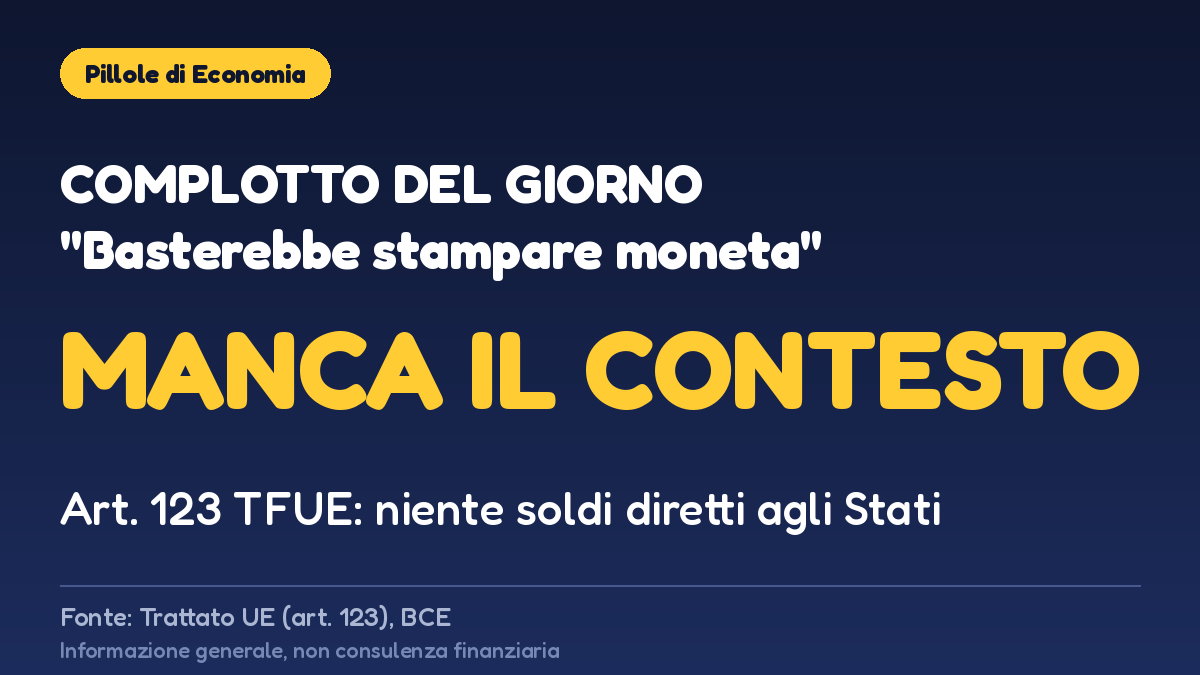 Pillole di Economia
COMPLOTTO DEL GIORNO
"Basterebbe stampare moneta"
MANCA IL CONTESTO
Art. 123 TFUE: niente soldi diretti agli Stati
Fonte: Trattato UE (art. 123), BCE
Informazione generale, non consulenza finanziaria